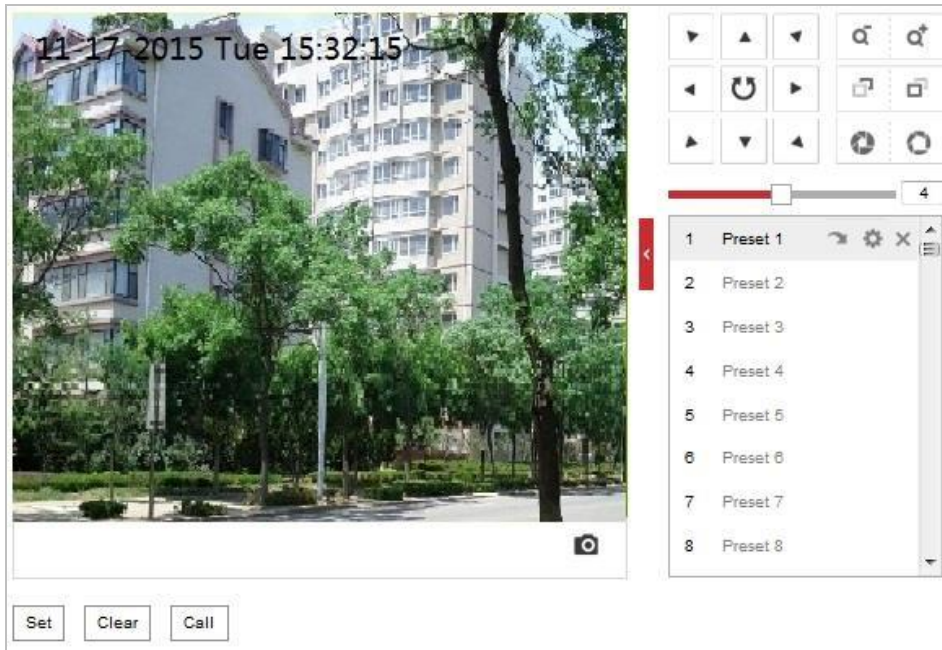 11-17-2015 Tue 15:32:15
4
1 Preset 1
2 Preset 2
3 Preset 3
4 Preset 4
5 Preset 5
6 Preset 6
7 Preset 7
8 Preset 8
Set Clear Call